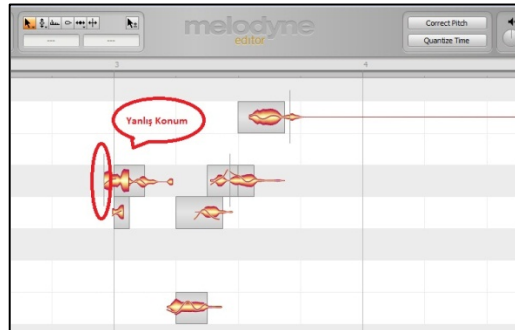 melodyne
editor
Correct Pitch
Quantize Time
--- ---
3 4
Yanlış Konum